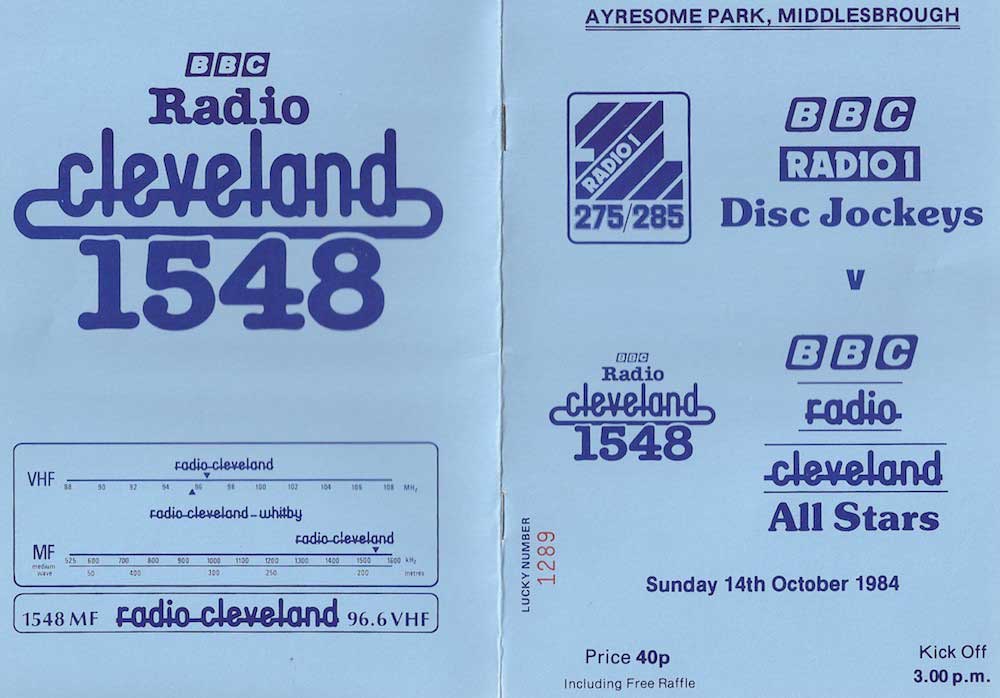 BBC
Radio
cleveland
1548
radio cleveland
VHF
88 90 92 94 96 98 100 102 104 106 108 MHz
radio cleveland - whitby
radio cleveland
MF
medium
wave
525 600 700 800 900 1000 1100 1200 1300 1400 1500 1600 kHz
50 400 300 250 200 metres
1548 MF radio cleveland 96.6 VHF
AYRESOME PARK, MIDDLESBROUGH
1
RADIO 1
275/285
BBC
RADIO 1
Disc Jockeys
v
BBC
Radio
cleveland
1548
BBC
radio
cleveland
All Stars
LUCKY NUMBER
1289
Sunday 14th October 1984
Price 40p
Including Free Raffle
Kick Off
3.00 p.m.